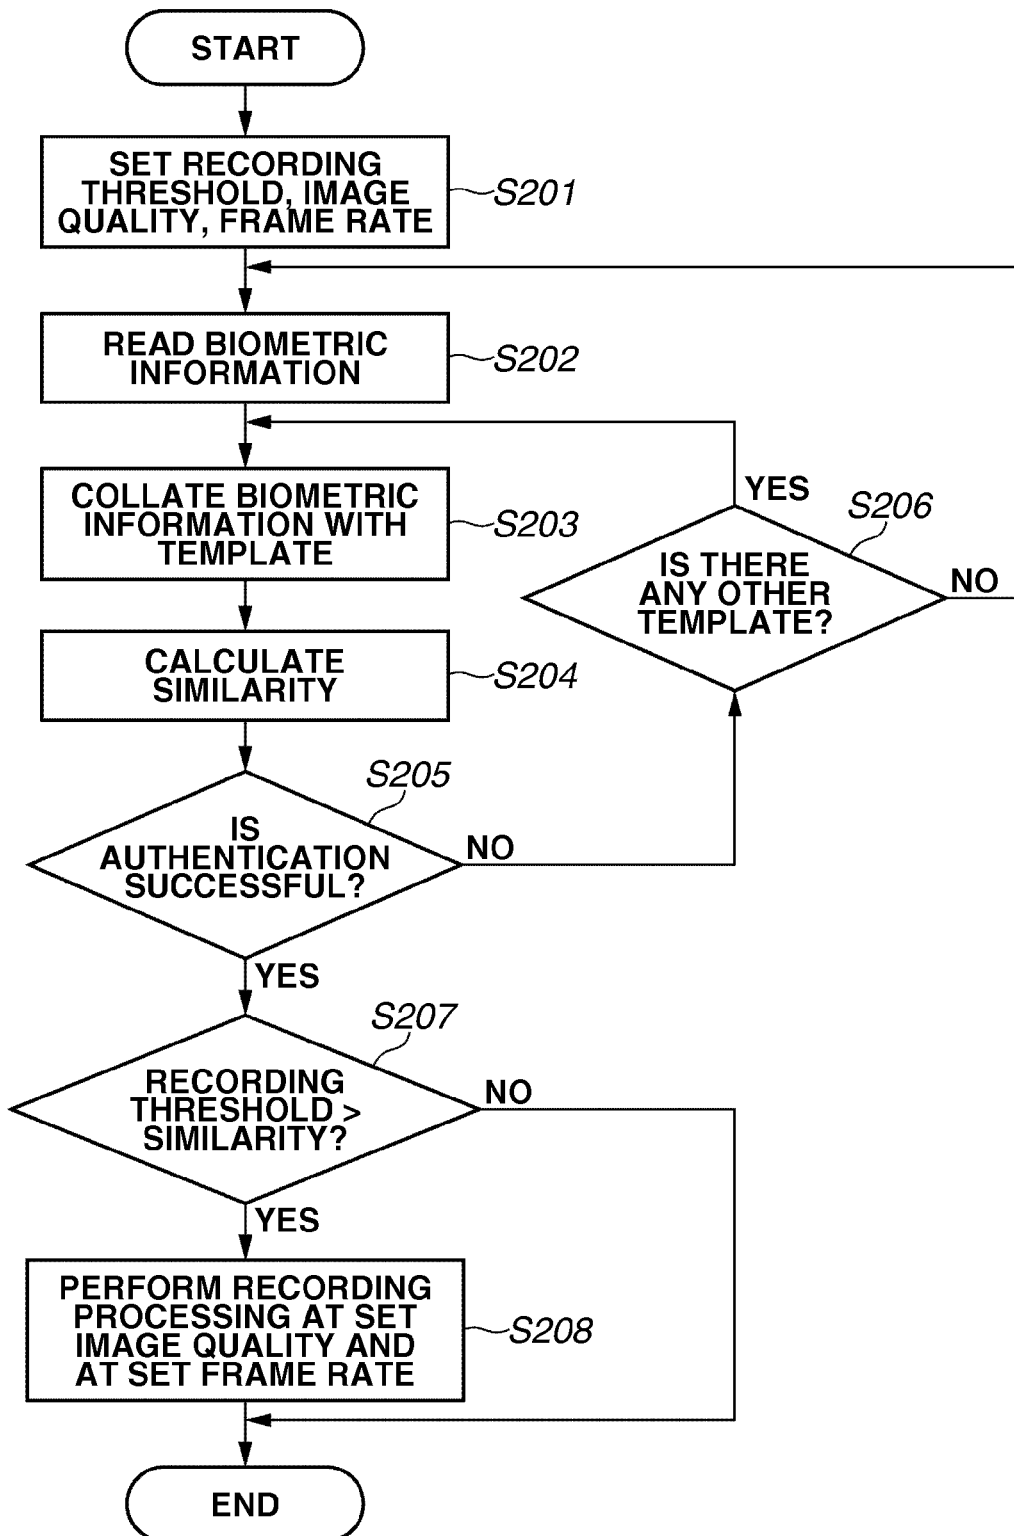 START
SET RECORDING
THRESHOLD, IMAGE
QUALITY, FRAME RATE
S201
READ BIOMETRIC
INFORMATION
S202
COLLATE BIOMETRIC
INFORMATION WITH
TEMPLATE
S203
YES
S206
IS THERE
ANY OTHER
TEMPLATE?
NO
CALCULATE
SIMILARITY
S204
S205
IS
AUTHENTICATION
SUCCESSFUL?
NO
YES
S207
RECORDING
THRESHOLD >
SIMILARITY?
NO
YES
PERFORM RECORDING
PROCESSING AT SET
IMAGE QUALITY AND
AT SET FRAME RATE
S208
END